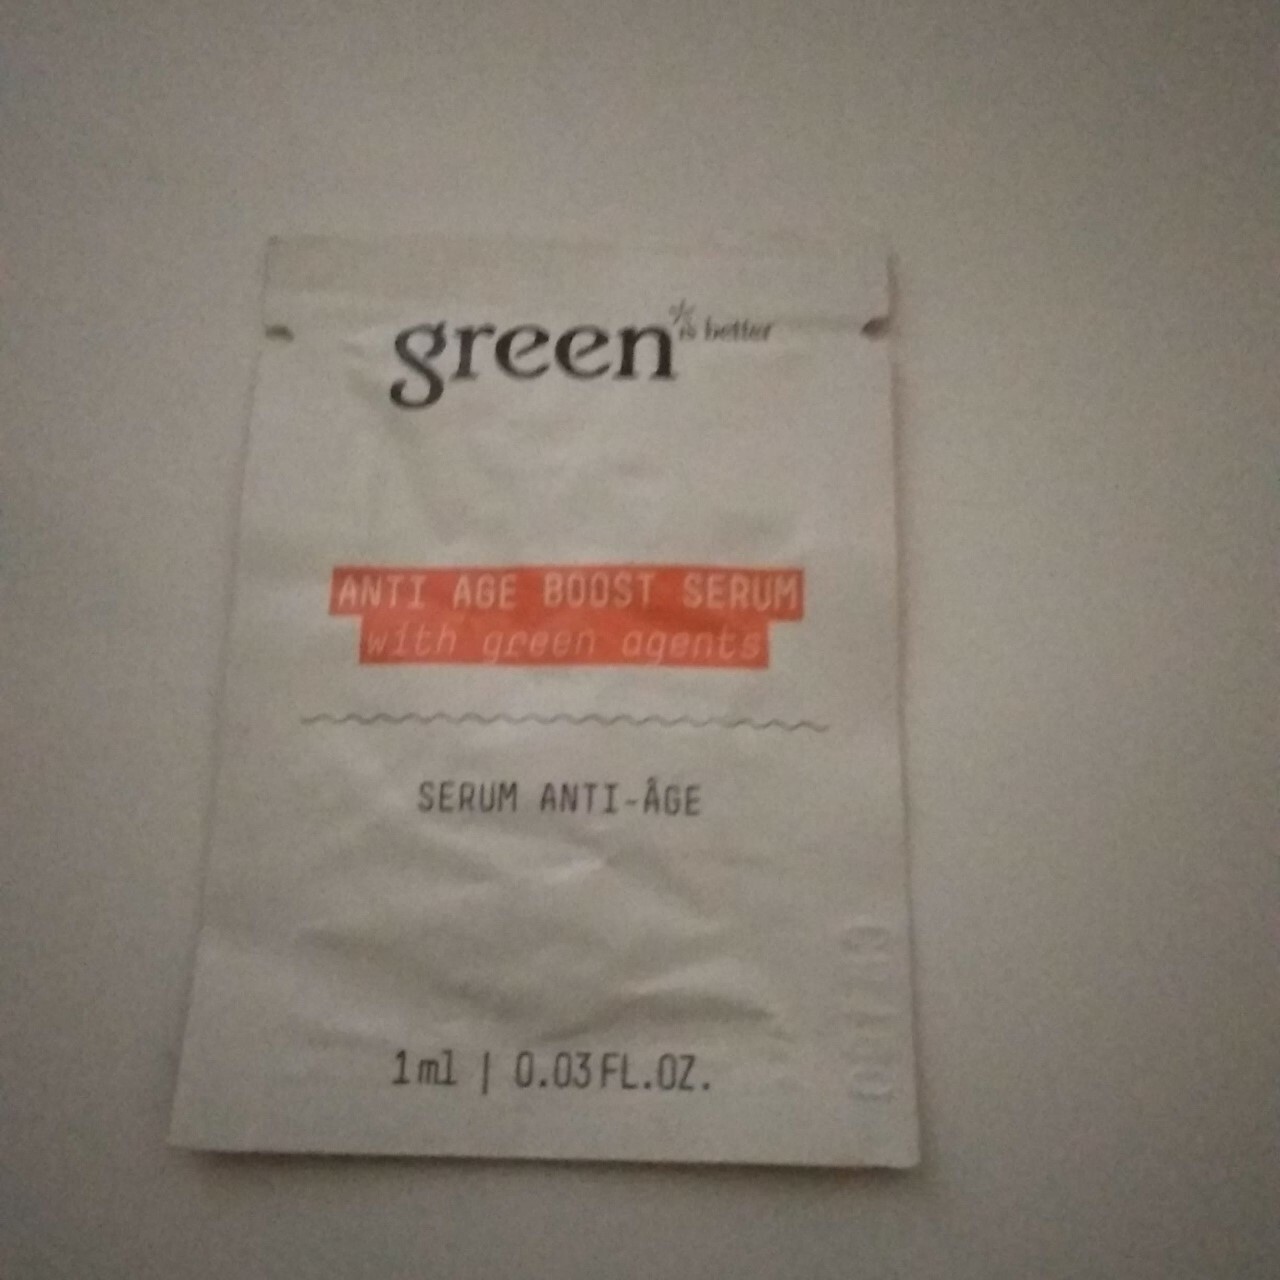 green
is better
ANTI AGE BOOST SERUM
with green agents
SERUM ANTI-ÂGE
1ml | 0.03FL.OZ.